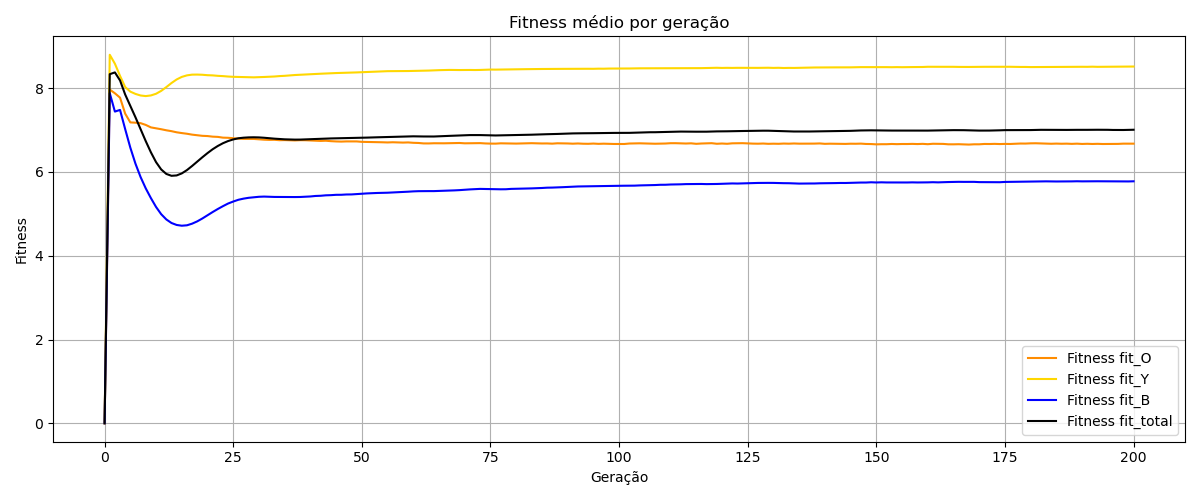 Fitness médio por geração
Fitness
8
6
4
2
0
0 25 50 75 100 125 150 175 200
Geração
Fitness fit_O
Fitness fit_Y
Fitness fit_B
Fitness fit_total